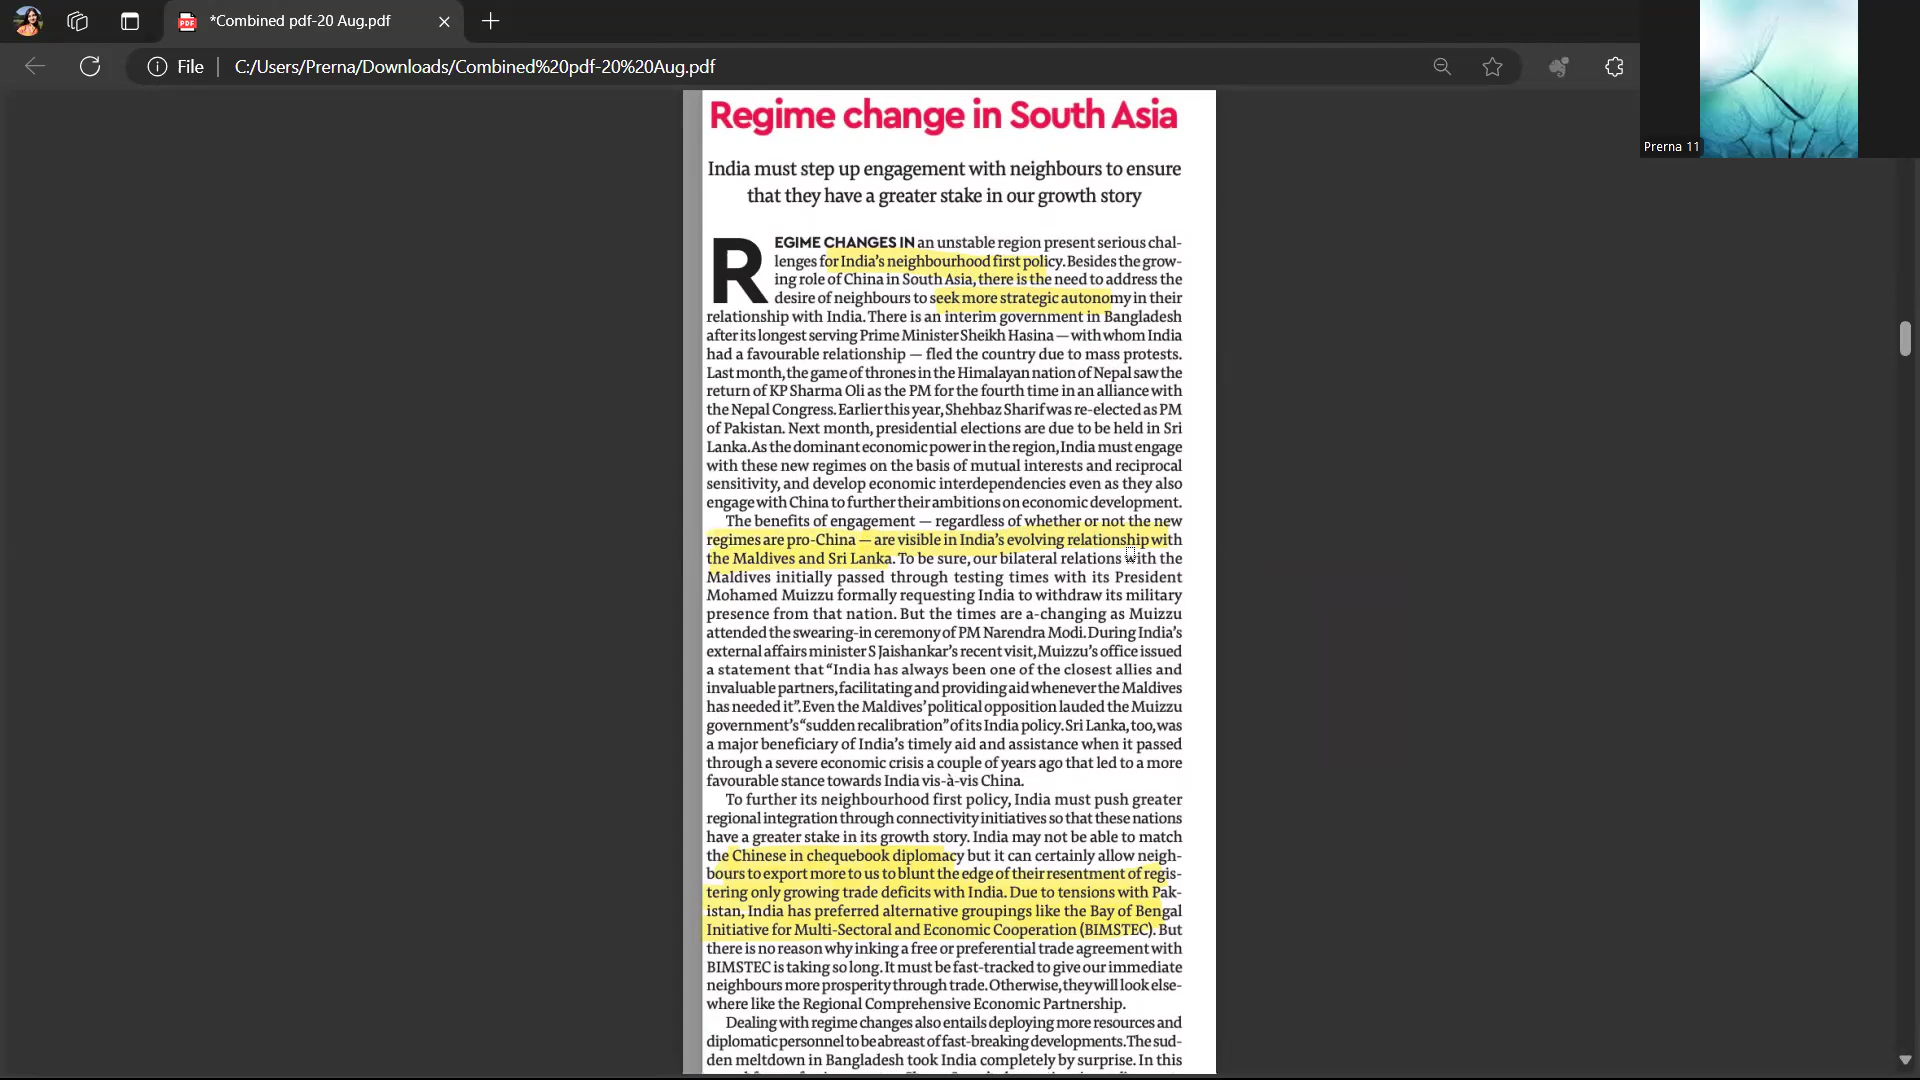 *Combined pdf-20 Aug.pdf
File
C:/Users/Prerna/Downloads/Combined%20pdf-20%20Aug.pdf
Prerna 11
Regime change in South Asia
India must step up engagement with neighbours to ensure
that they have a greater stake in our growth story
REGIME CHANGES IN an unstable region present serious chal-
lenges for India's neighbourhood first policy. Besides the grow-
ing role of China in South Asia, there is the need to address the
desire of neighbours to seek more strategic autonomy in their
relationship with India. There is an interim government in Bangladesh
after its longest serving Prime Minister Sheikh Hasina — with whom India
had a favourable relationship — fled the country due to mass protests.
Last month, the game of thrones in the Himalayan nation of Nepal saw the
return of KP Sharma Oli as the PM for the fourth time in an alliance with
the Nepal Congress. Earlier this year, Shehbaz Sharif was re-elected as PM
of Pakistan. Next month, presidential elections are due to be held in Sri
Lanka. As the dominant economic power in the region, India must engage
with these new regimes on the basis of mutual interests and reciprocal
sensitivity, and develop economic interdependencies even as they also
engage with China to further their ambitions on economic development.
The benefits of engagement — regardless of whether or not the new
regimes are pro-China — are visible in India's evolving relationship with
the Maldives and Sri Lanka. To be sure, our bilateral relations with the
Maldives initially passed through testing times with its President
Mohamed Muizzu formally requesting India to withdraw its military
presence from that nation. But the times are a-changing as Muizzu
attended the swearing-in ceremony of PM Narendra Modi. During India's
external affairs minister S Jaishankar's recent visit, Muizzu's office issued
a statement that "India has always been one of the closest allies and
invaluable partners, facilitating and providing aid whenever the Maldives
has needed it". Even the Maldives' political opposition lauded the Muizzu
government's "sudden recalibration" of its India policy. Sri Lanka, too, was
a major beneficiary of India's timely aid and assistance when it passed
through a severe economic crisis a couple of years ago that led to a more
favourable stance towards India vis-à-vis China.
To further its neighbourhood first policy, India must push greater
regional integration through connectivity initiatives so that these nations
have a greater stake in its growth story. India may not be able to match
the Chinese in chequebook diplomacy but it can certainly allow neigh-
bours to export more to us to blunt the edge of their resentment of regis-
tering only growing trade deficits with India. Due to tensions with Pak-
istan, India has preferred alternative groupings like the Bay of Bengal
Initiative for Multi-Sectoral and Economic Cooperation (BIMSTEC). But
there is no reason why inking a free or preferential trade agreement with
BIMSTEC is taking so long. It must be fast-tracked to give our immediate
neighbours more prosperity through trade. Otherwise, they will look else-
where like the Regional Comprehensive Economic Partnership.
Dealing with regime changes also entails deploying more resources and
diplomatic personnel to be abreast of fast-breaking developments. The sud-
den meltdown in Bangladesh took India completely by surprise. In this